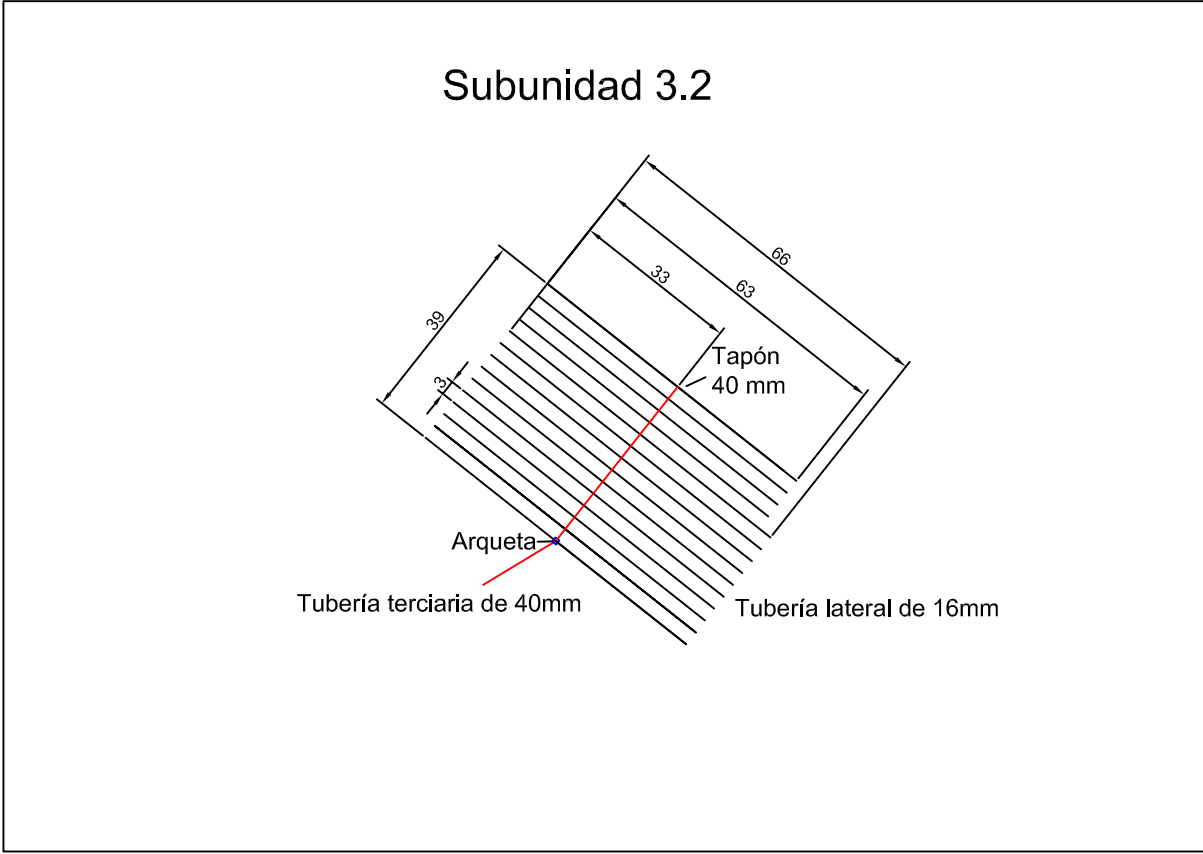 Subunidad 3.2
66
63
33
39
3
Tapón
40 mm
Arqueta
Tubería terciaria de 40mm
Tubería lateral de 16mm